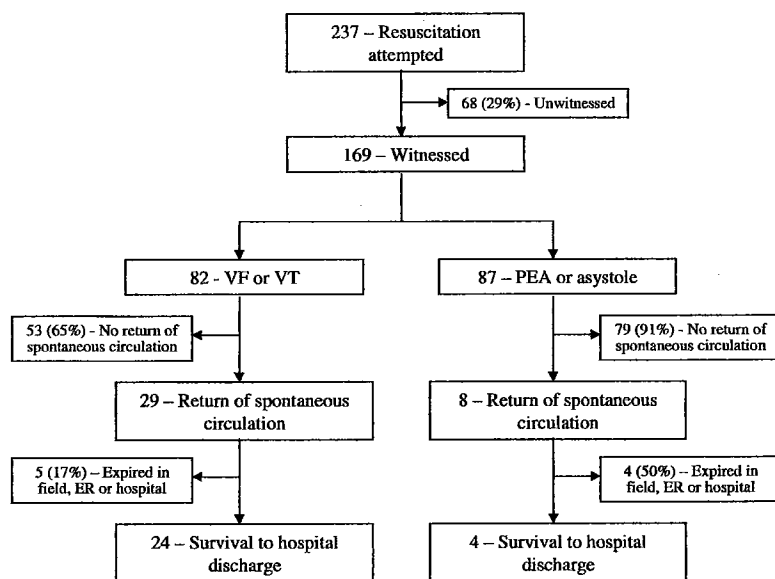 237 – Resuscitation
attempted
68 (29%) - Unwitnessed
169 – Witnessed
82 - VF or VT
87 – PEA or asystole
53 (65%) - No return of
spontaneous circulation
79 (91%) - No return of
spontaneous circulation
29 – Return of spontaneous
circulation
8 – Return of spontaneous
circulation
5 (17%) – Expired in
field, ER or hospital
4 (50%) – Expired in
field, ER or hospital
24 – Survival to hospital
discharge
4 – Survival to hospital
discharge